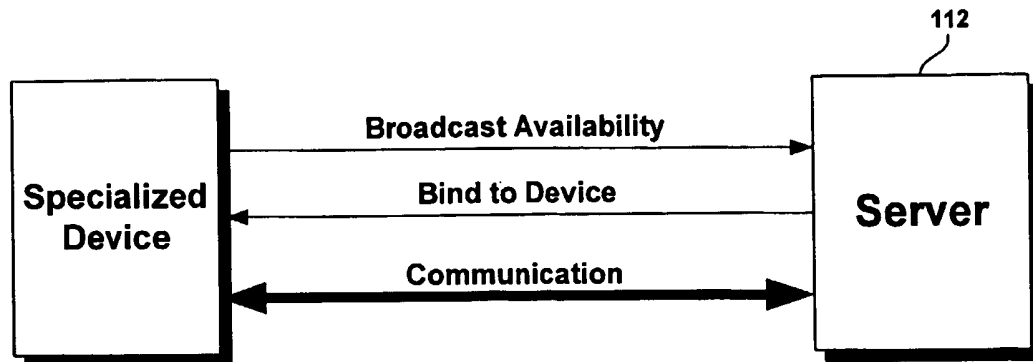 112
Broadcast Availability
Specialized
Device
Bind to Device
Server
Communication